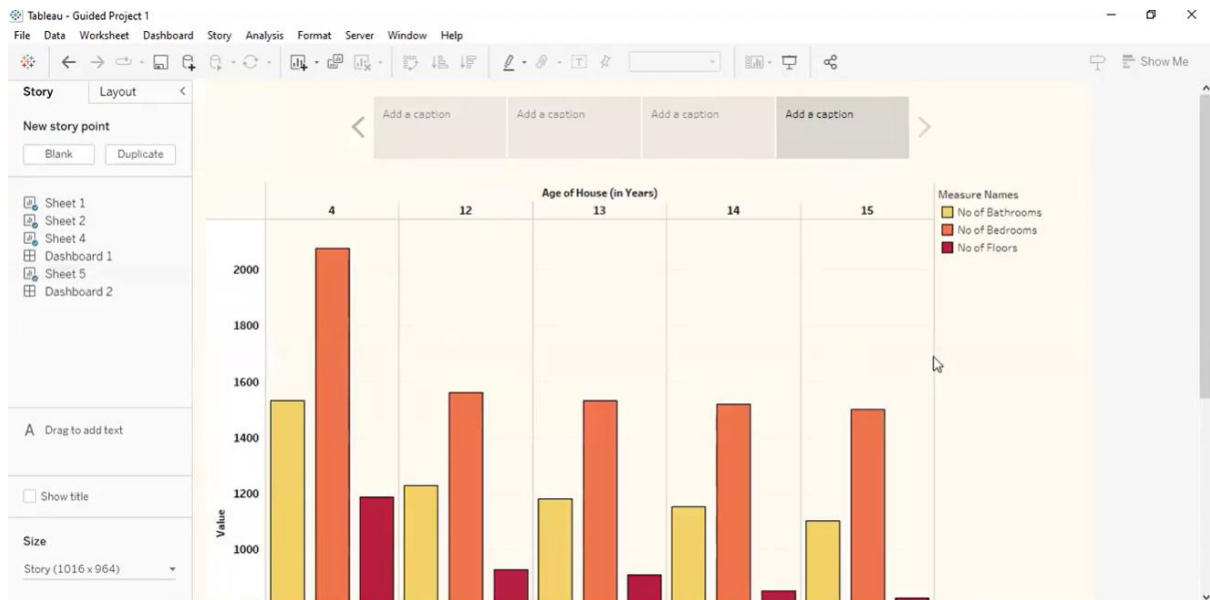 Tableau - Guided Project 1
File Data Worksheet Dashboard Story Analysis Format Server Window Help
Show Me
Story Layout
New story point
Blank Duplicate
Sheet 1
Sheet 2
Sheet 4
Dashboard 1
Sheet 5
Dashboard 2
A Drag to add text
Show title
Size
Story (1016 x 964)
Add a caption Add a caption Add a caption Add a caption
Age of House (in Years)
4 12 13 14 15
Measure Names
No of Bathrooms
No of Bedrooms
No of Floors
2000
1800
1600
1400
1200
1000
Value